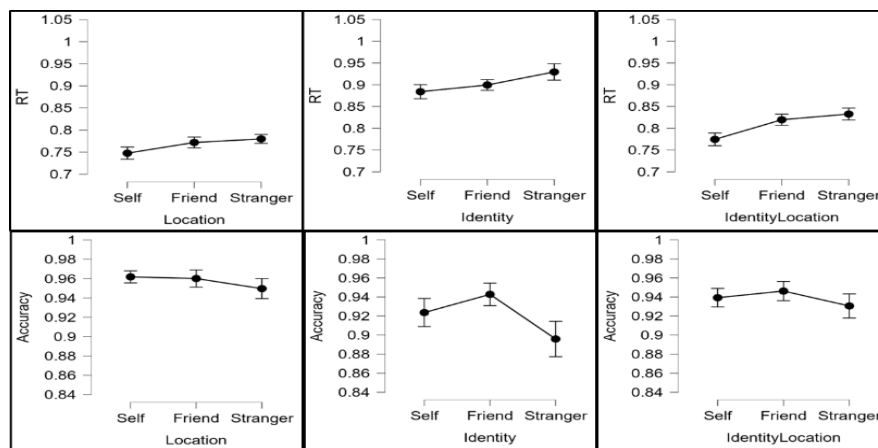 1.05
1
0.95
0.9
0.85
0.8
0.75
0.7
RT
Self Friend Stranger
Location
1.05
1
0.95
0.9
0.85
0.8
0.75
0.7
RT
Self Friend Stranger
Identity
1.05
1
0.95
0.9
0.85
0.8
0.75
0.7
RT
Self Friend Stranger
IdentityLocation
1
0.98
0.96
0.94
0.92
0.9
0.88
0.86
0.84
Accuracy
Self Friend Stranger
Location
1
0.98
0.96
0.94
0.92
0.9
0.88
0.86
0.84
Accuracy
Self Friend Stranger
Identity
1
0.98
0.96
0.94
0.92
0.9
0.88
0.86
0.84
Accuracy
Self Friend Stranger
IdentityLocation